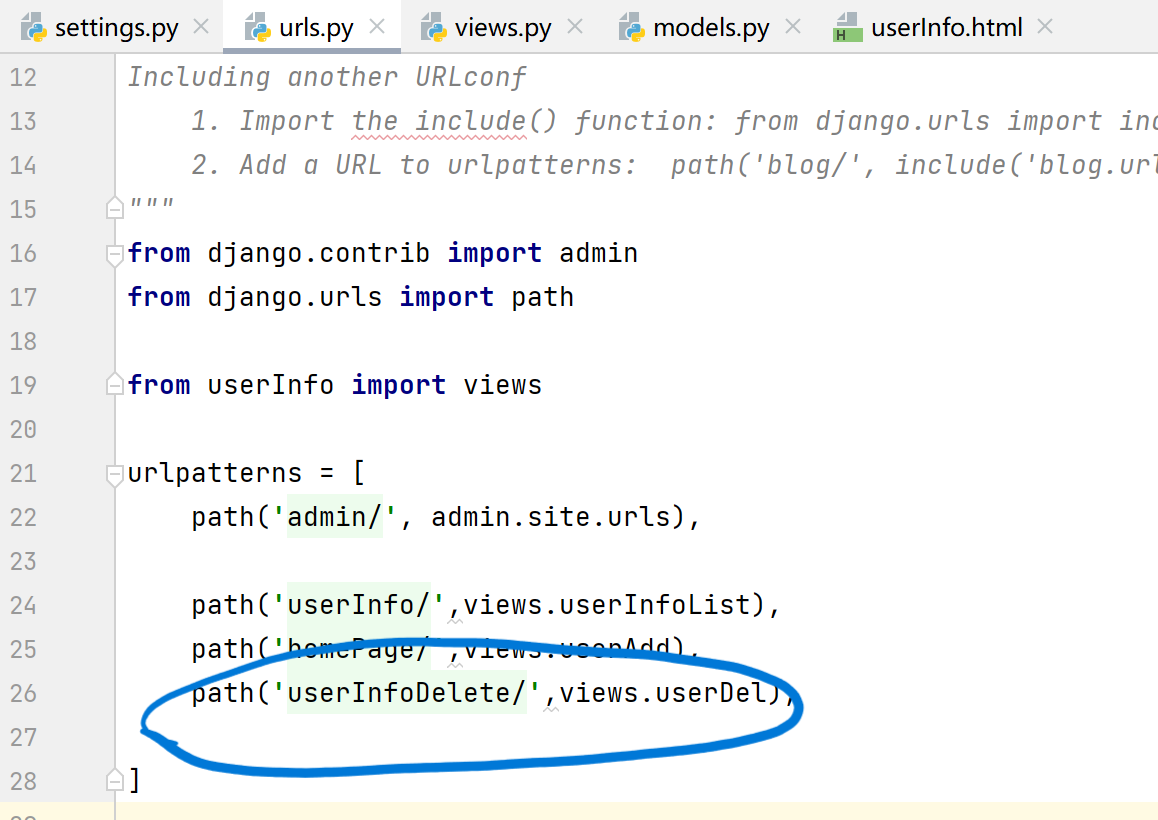 settings.py urls.py views.py models.py H userInfo.html
12 Including another URLconf
13 1. Import the include() function: from django.urls import inc
14 2. Add a URL to urlpatterns:  path('blog/', include('blog.url
15 """
16 from django.contrib import admin
17 from django.urls import path
18
19 from userInfo import views
20
21 urlpatterns = [
22 path('admin/', admin.site.urls),
23
24 path('userInfo/',views.userInfoList),
25 path('homePage/',views.userAdd),
26 path('userInfoDelete/',views.userDel),
27
28 ]